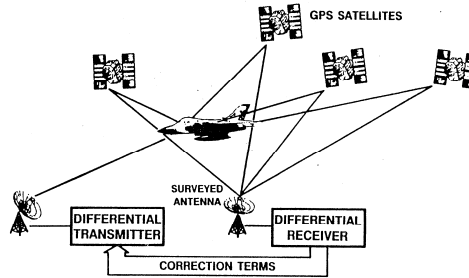 GPS SATELLITES
SURVEYED
ANTENNA
DIFFERENTIAL
TRANSMITTER
DIFFERENTIAL
RECEIVER
CORRECTION TERMS